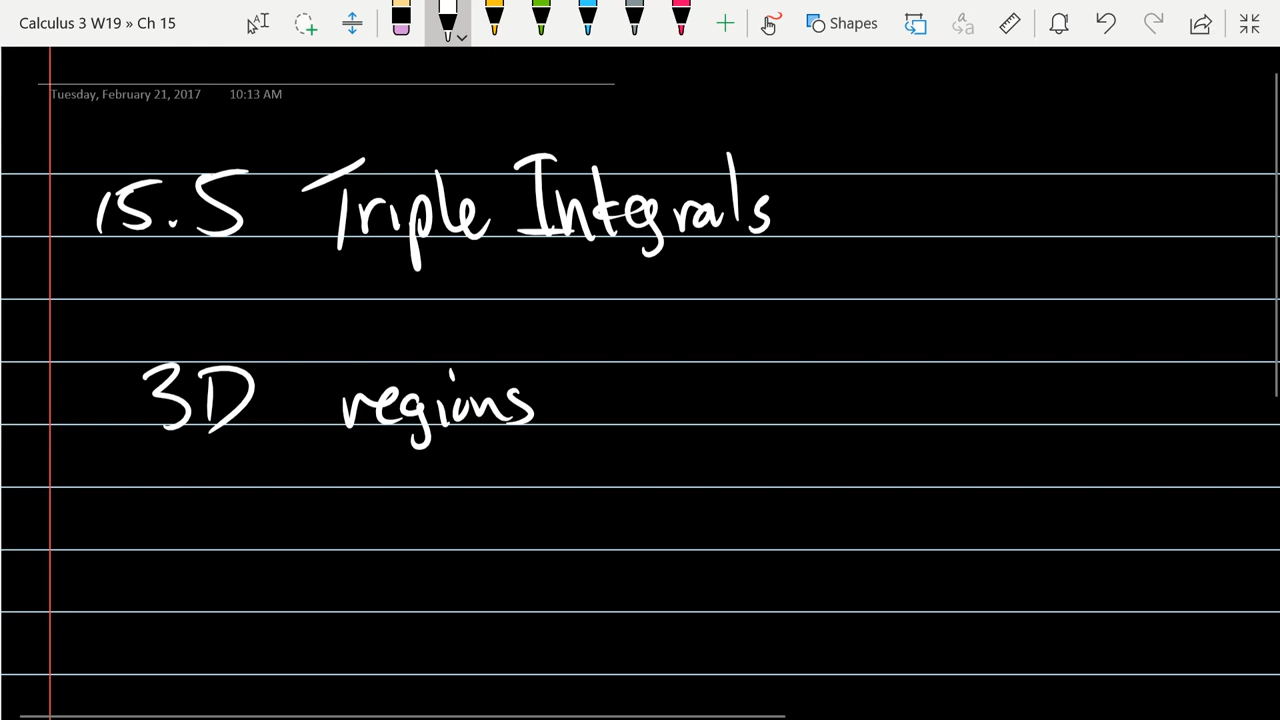 Calculus 3 W19 » Ch 15
Shapes
Tuesday, February 21, 2017 10:13 AM
15.5 Triple Integrals
3D regions